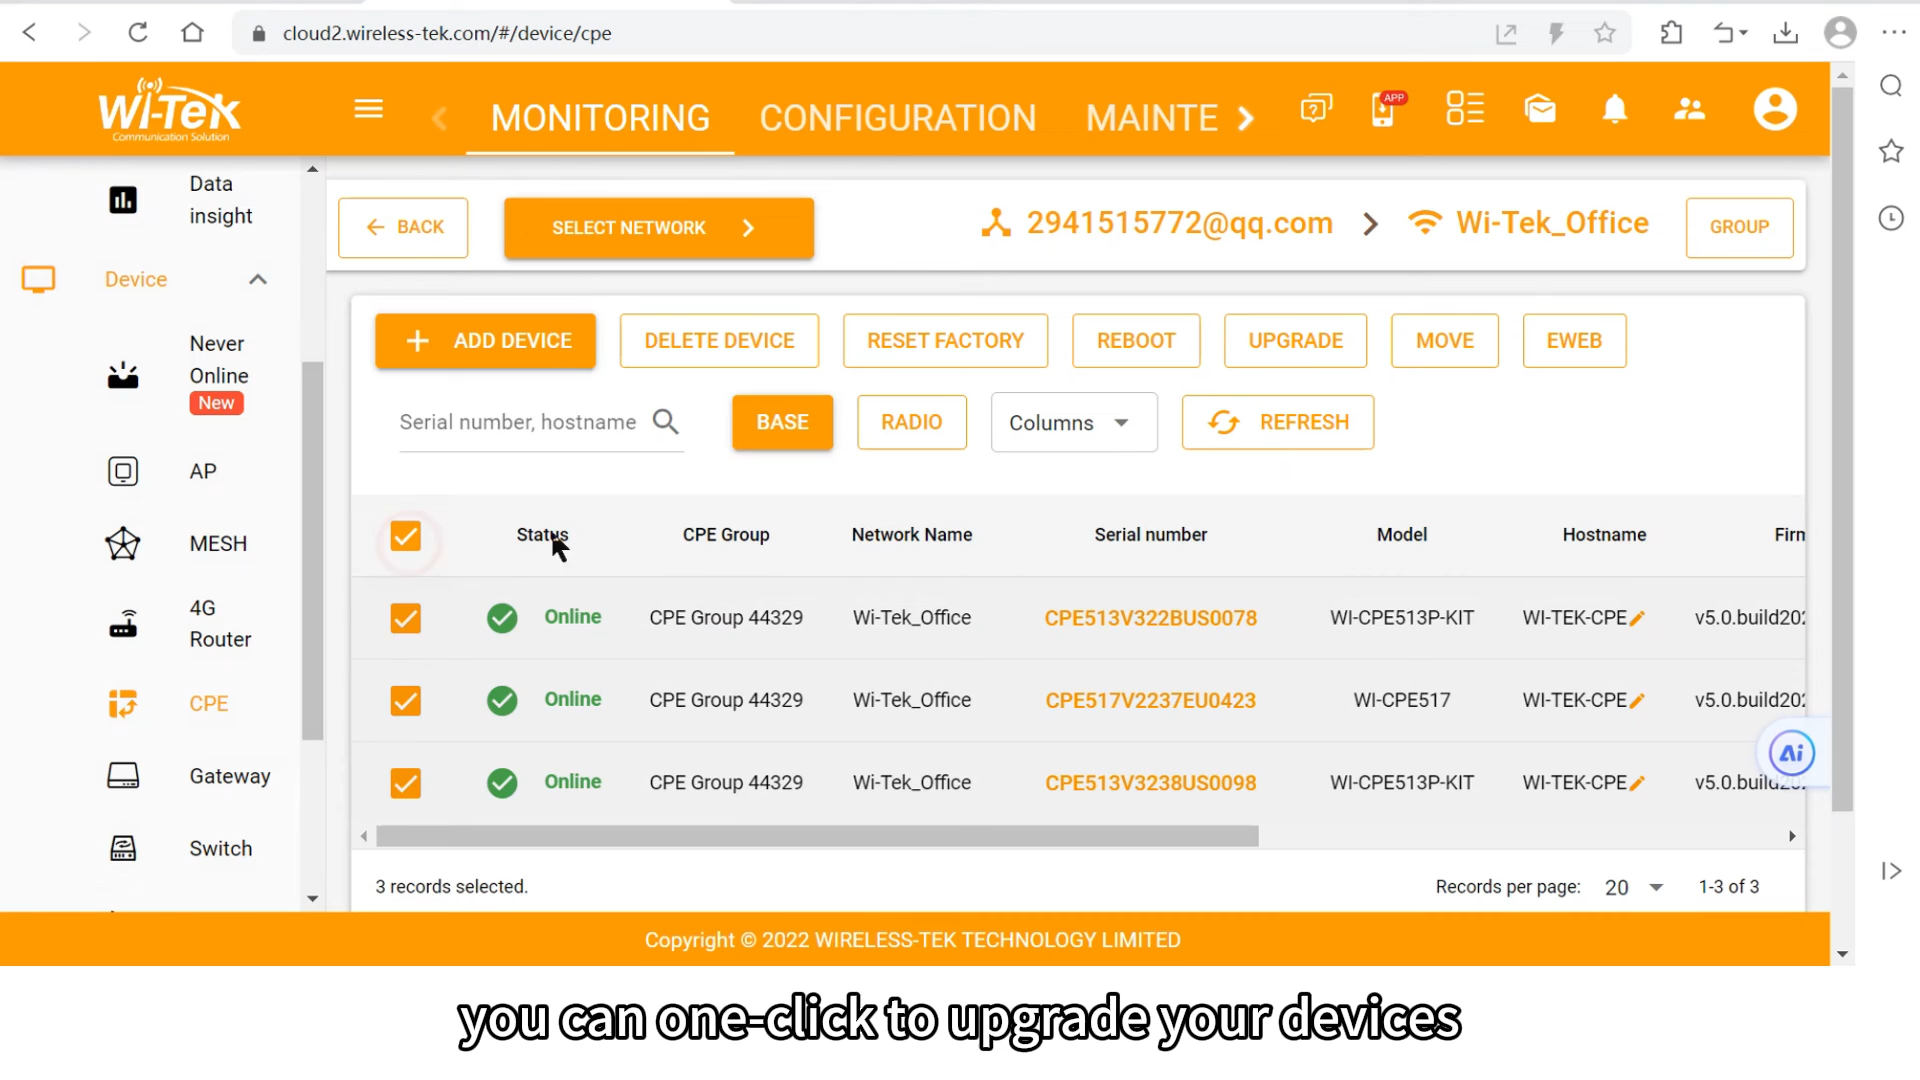 cloud2.wireless-tek.com/#/device/cpe
Wi-Tek
Communication Solution
MONITORING
CONFIGURATION
MAINTE
APP
Data
insight
BACK
SELECT NETWORK
2941515772@qq.com
Wi-Tek_Office
GROUP
Device
Never
Online
New
AP
MESH
4G
Router
CPE
Gateway
Switch
+ ADD DEVICE
DELETE DEVICE
RESET FACTORY
REBOOT
UPGRADE
MOVE
EWEB
Serial number, hostname
BASE
RADIO
Columns
REFRESH
Status CPE Group Network Name Serial number Model Hostname Firm
Online CPE Group 44329 Wi-Tek_Office CPE513V322BUS0078 WI-CPE513P-KIT WI-TEK-CPE v5.0.build202
Online CPE Group 44329 Wi-Tek_Office CPE517V2237EU0423 WI-CPE517 WI-TEK-CPE v5.0.build202
Online CPE Group 44329 Wi-Tek_Office CPE513V3238US0098 WI-CPE513P-KIT WI-TEK-CPE v5.0.build202
Ai
3 records selected.
Records per page: 20
1-3 of 3
Copyright © 2022 WIRELESS-TEK TECHNOLOGY LIMITED
you can one-click to upgrade your devices